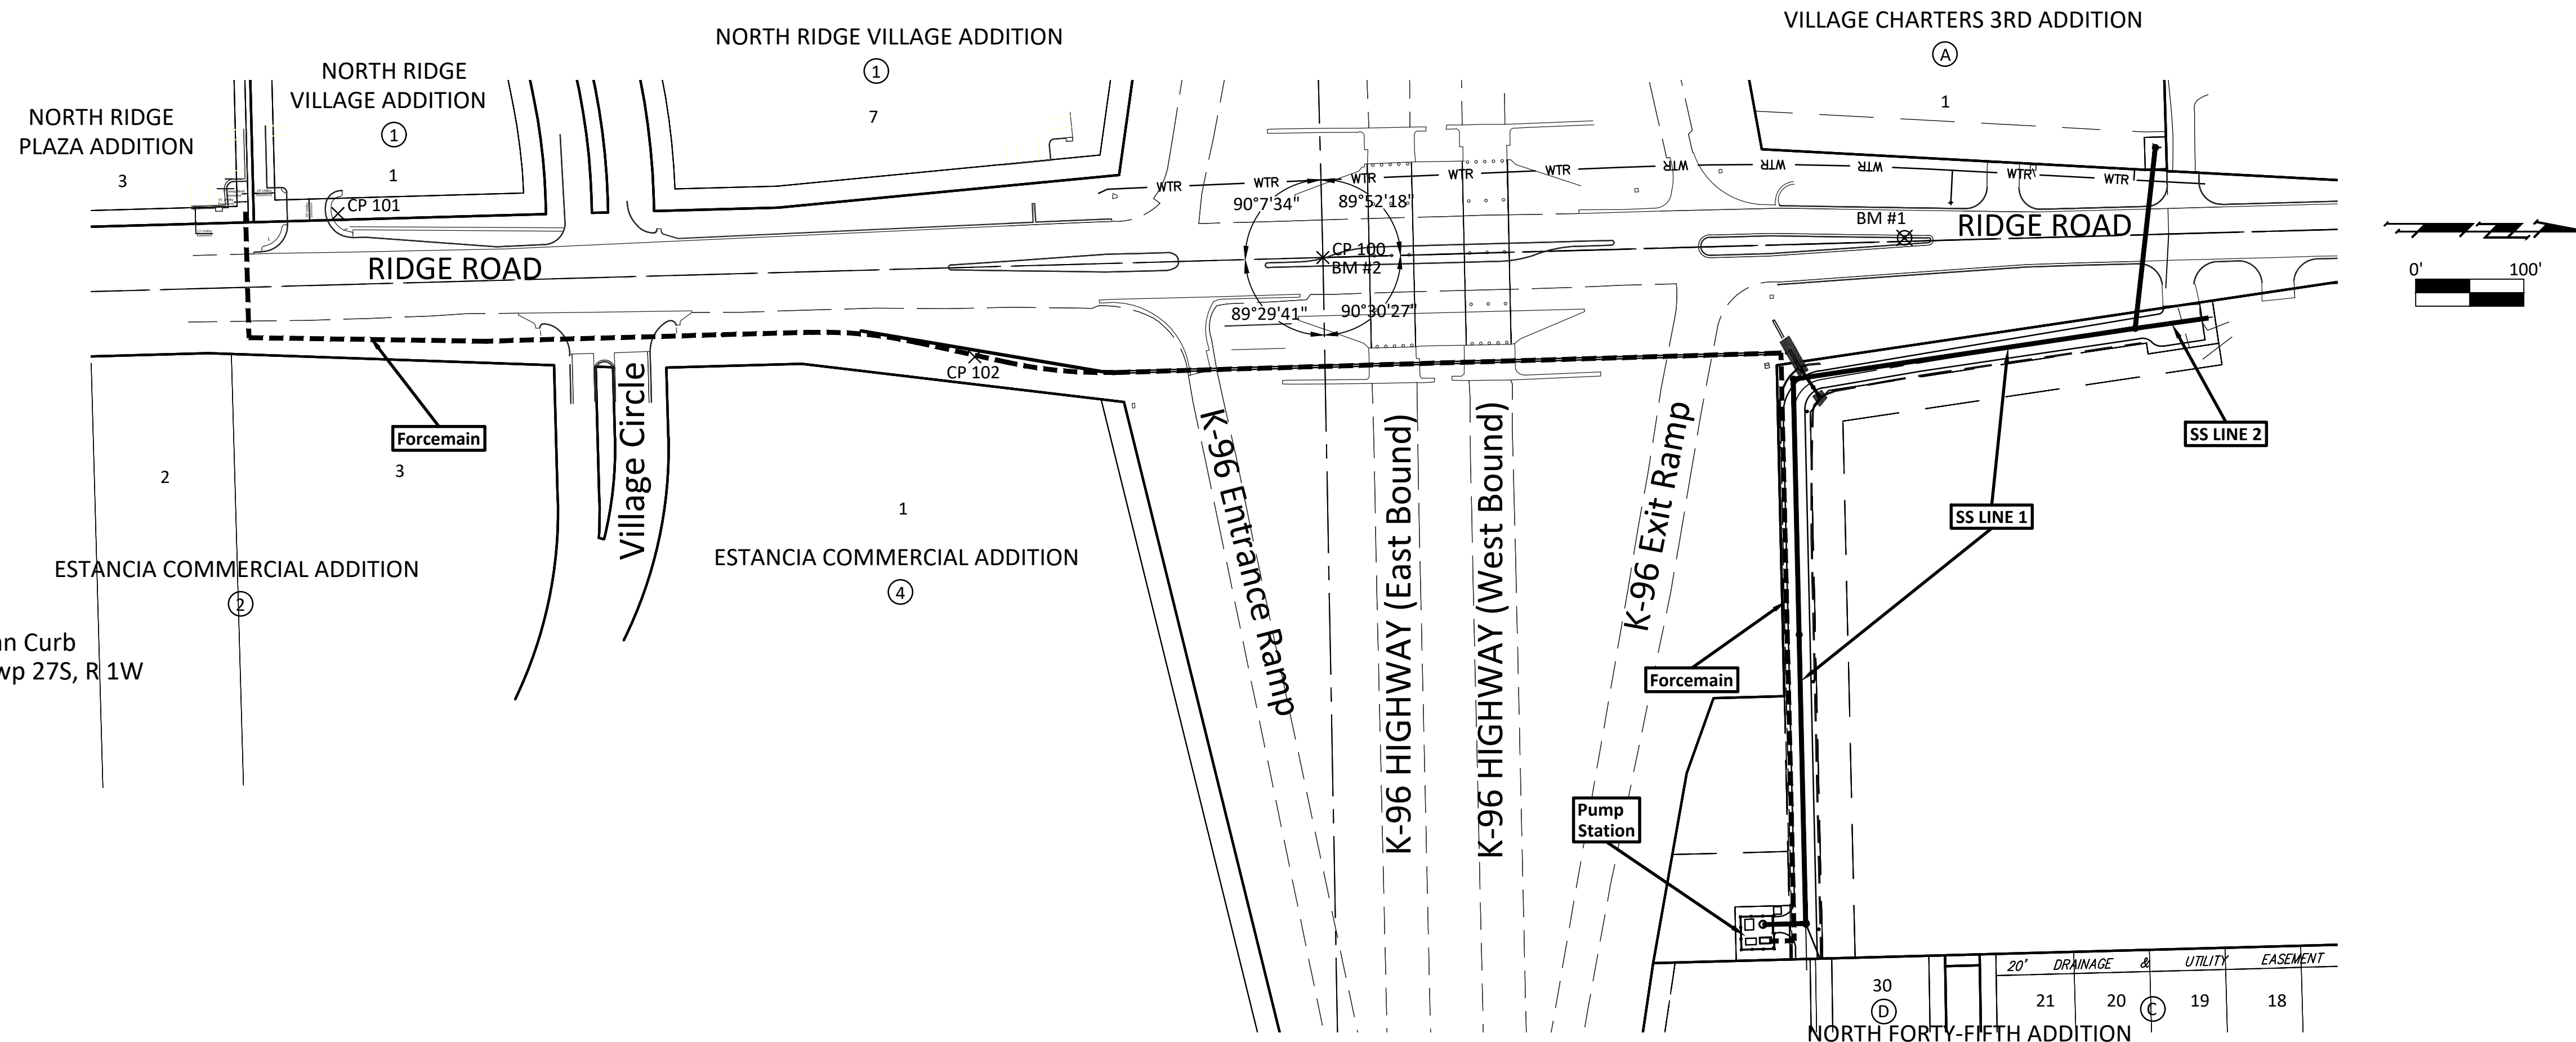 NORTH RIDGE VILLAGE ADDITION
1
7
VILLAGE CHARTERS 3RD ADDITION
A
1
NORTH RIDGE
VILLAGE ADDITION
1
1
NORTH RIDGE
PLAZA ADDITION
3
CP 101
WTR WTR WTR WTR WTR WTR WTR WTR WTR WTR
90°7'34" 89°52'18"
89°29'41" 90°30'27"
CP 100
BM #2
BM #1
RIDGE ROAD
RIDGE ROAD
0' 100'
CP 102
Forcemain
2
3
Village Circle
1
ESTANCIA COMMERCIAL ADDITION
2
ESTANCIA COMMERCIAL ADDITION
4
n Curb
wp 27S, R 1W
K-96 Entrance Ramp
K-96 HIGHWAY (East Bound)
K-96 HIGHWAY (West Bound)
K-96 Exit Ramp
SS LINE 2
SS LINE 1
Forcemain
Pump
Station
20' DRAINAGE & UTILITY EASEMENT
30
D
21 20 19 18
C
NORTH FORTY-FIFTH ADDITION